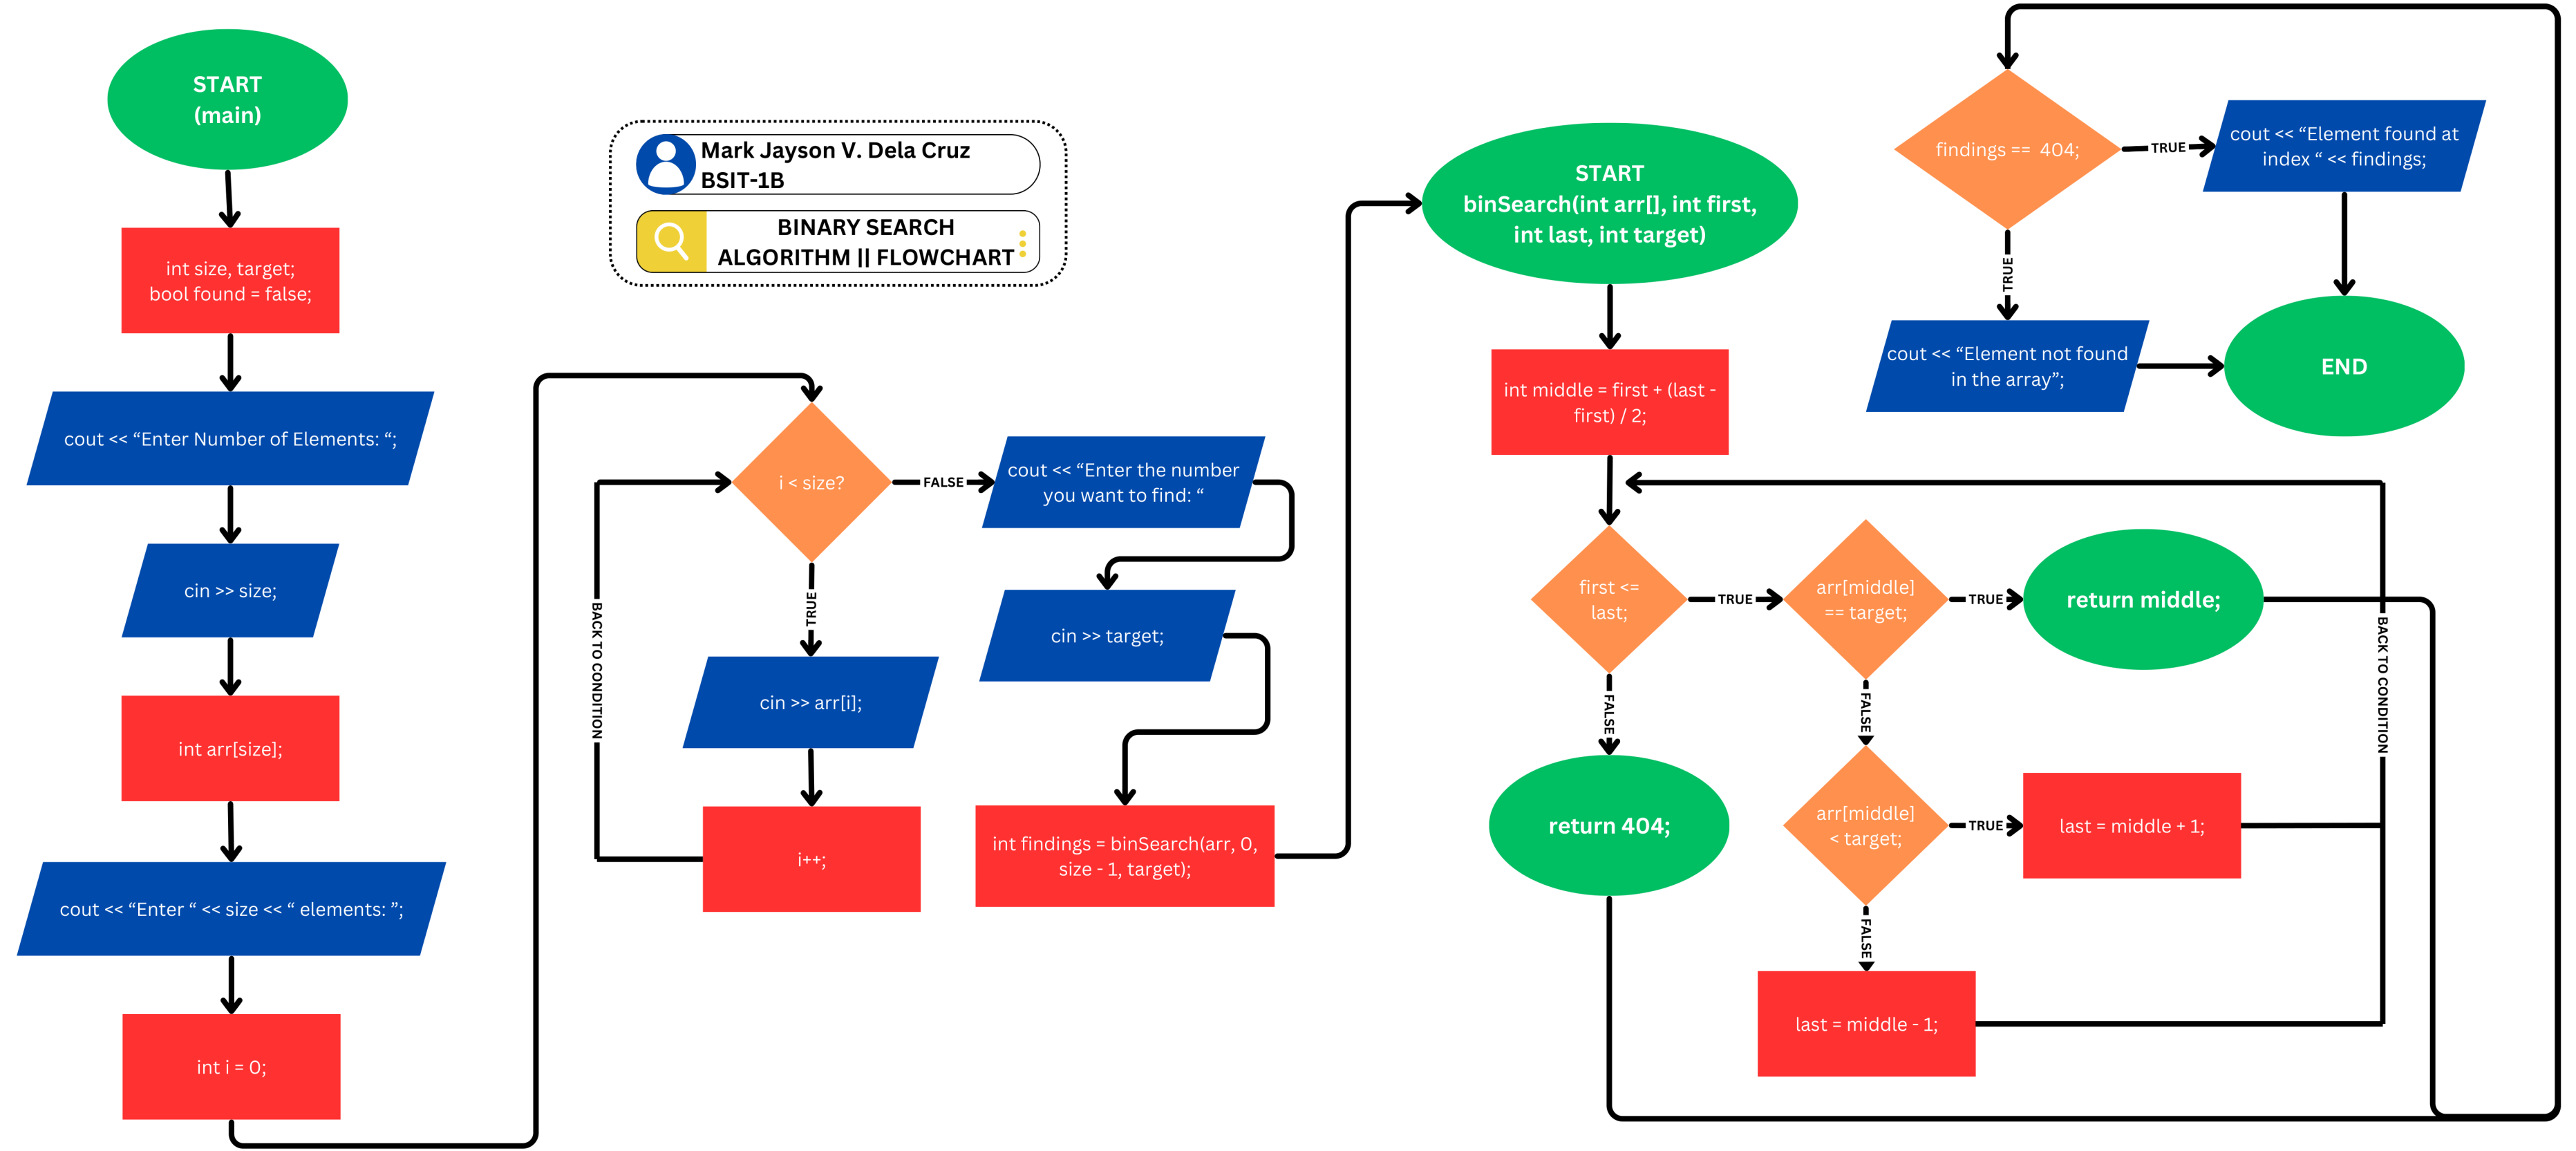 START
(main)
int size, target;
bool found = false;
cout << “Enter Number of Elements: “;
cin >> size;
int arr[size];
cout << “Enter “ << size << “ elements: ”;
int i = 0;
Mark Jayson V. Dela Cruz
BSIT-1B
BINARY SEARCH
ALGORITHM || FLOWCHART
i < size?
FALSE
TRUE
BACK TO CONDITION
cin >> arr[i];
i++;
cout << “Enter the number
you want to find: “
cin >> target;
int findings = binSearch(arr, 0,
size - 1, target);
START
binSearch(int arr[], int first,
int last, int target)
int middle = first + (last -
first) / 2;
first <=
last;
TRUE
FALSE
return 404;
arr[middle]
== target;
TRUE
return middle;
FALSE
arr[middle]
< target;
TRUE
last = middle + 1;
FALSE
last = middle - 1;
BACK TO CONDITION
findings == 404;
TRUE
cout << “Element found at
index “ << findings;
TRUE
cout << “Element not found
in the array”;
END